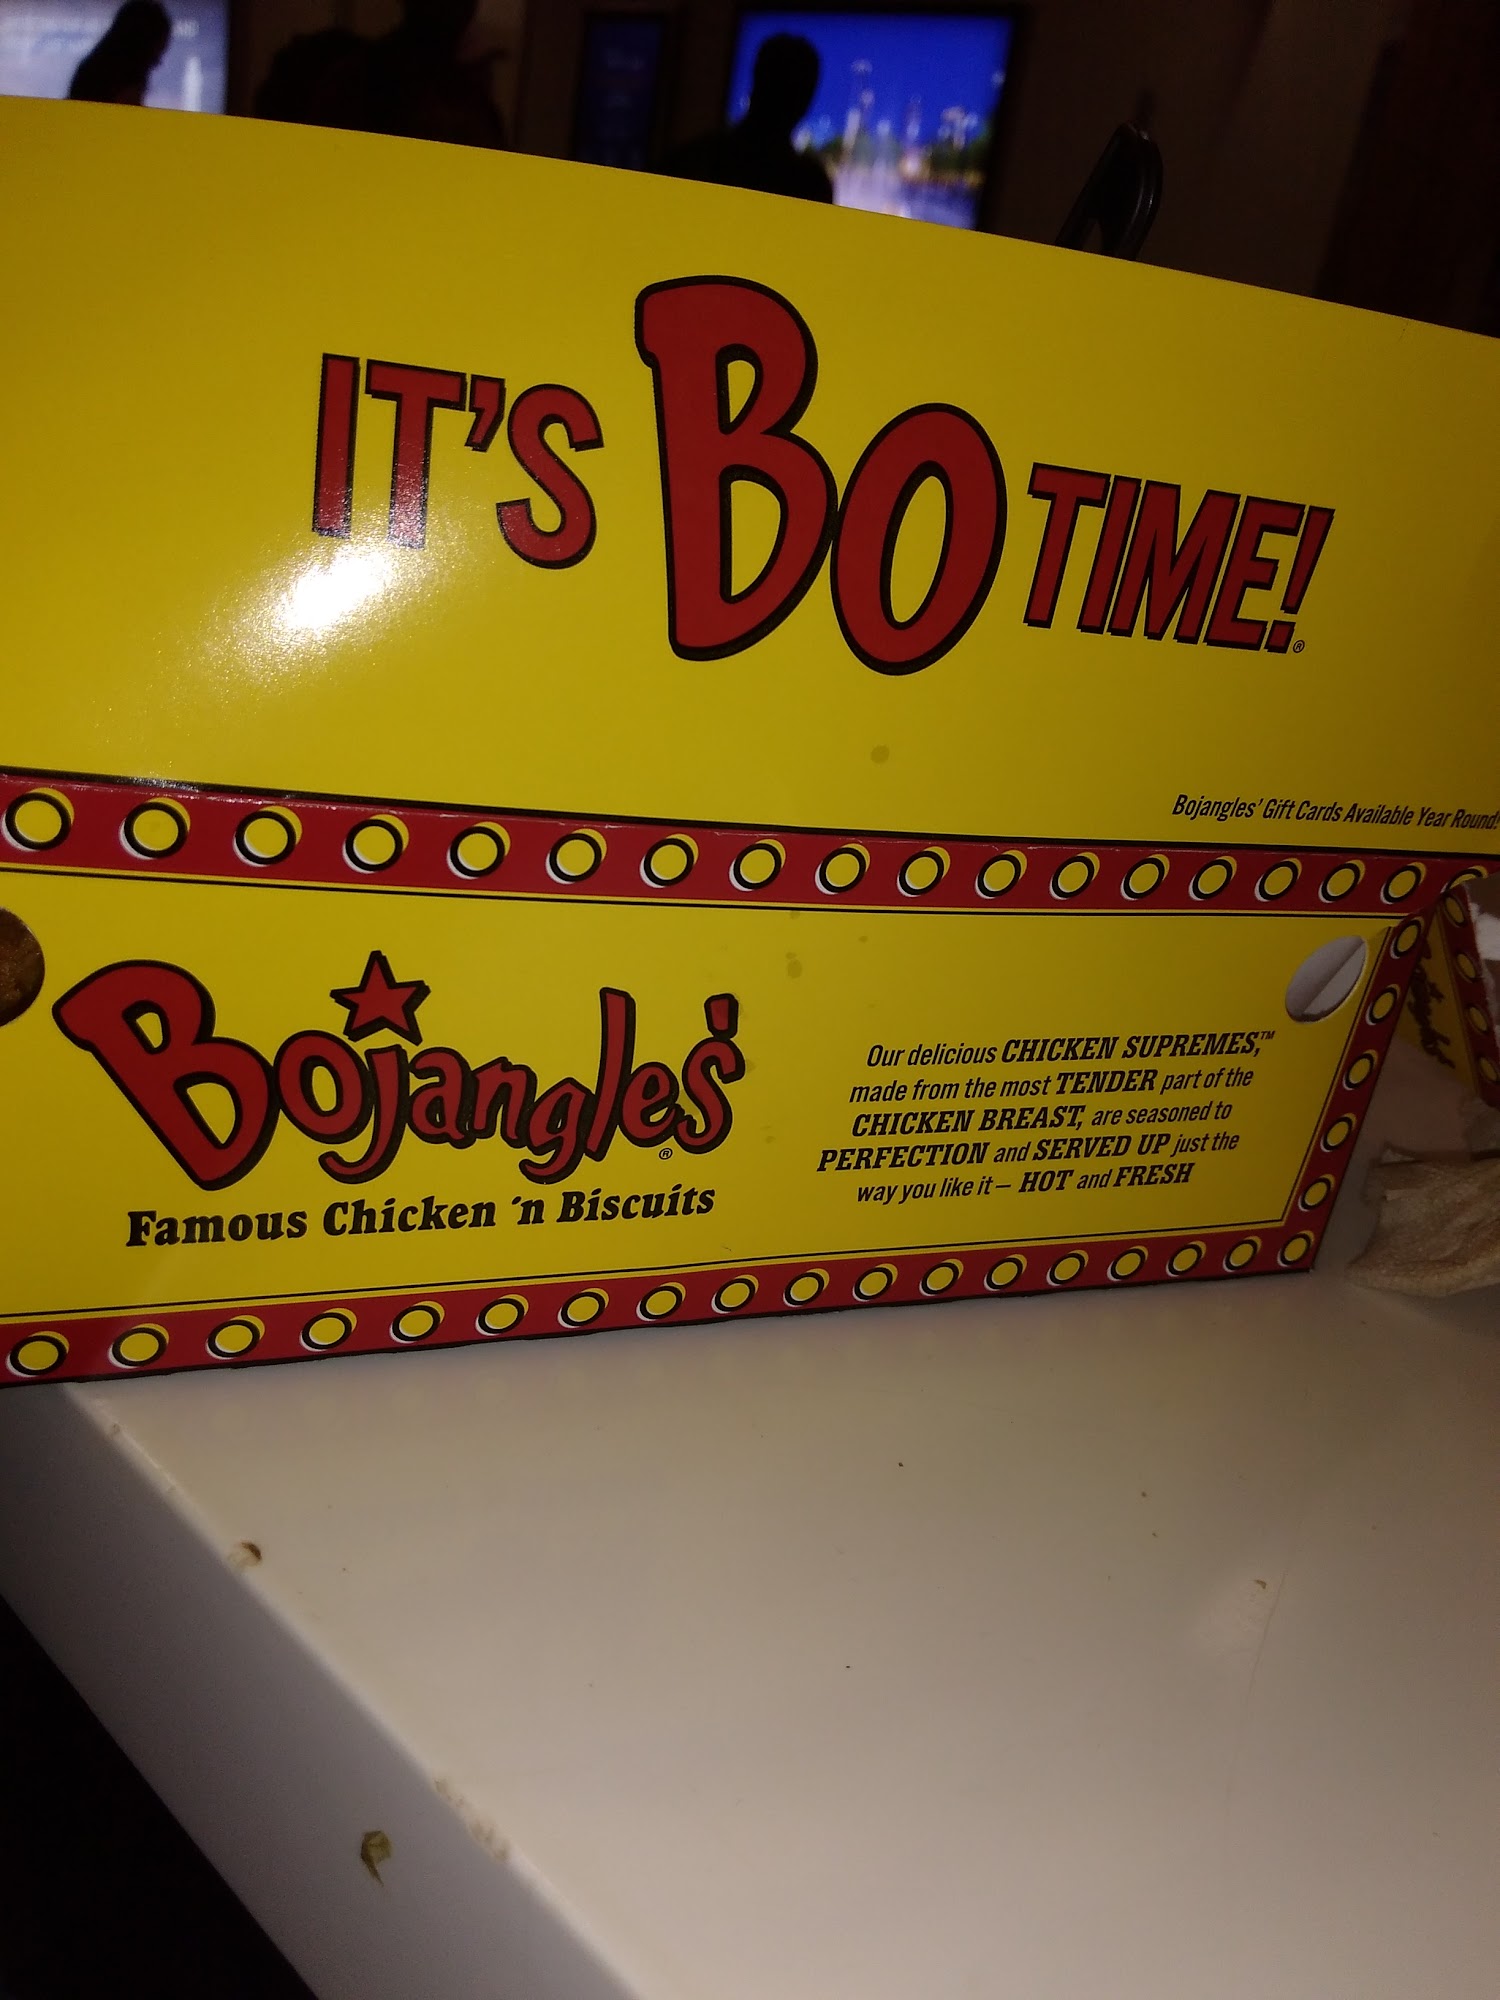 IT'S BO TIME!®
Bojangles' Gift Cards Available Year Round!
Bojangles'®
Famous Chicken 'n Biscuits
Our delicious CHICKEN SUPREMES,™
made from the most TENDER part of the
CHICKEN BREAST, are seasoned to
PERFECTION and SERVED UP just the
way you like it – HOT and FRESH